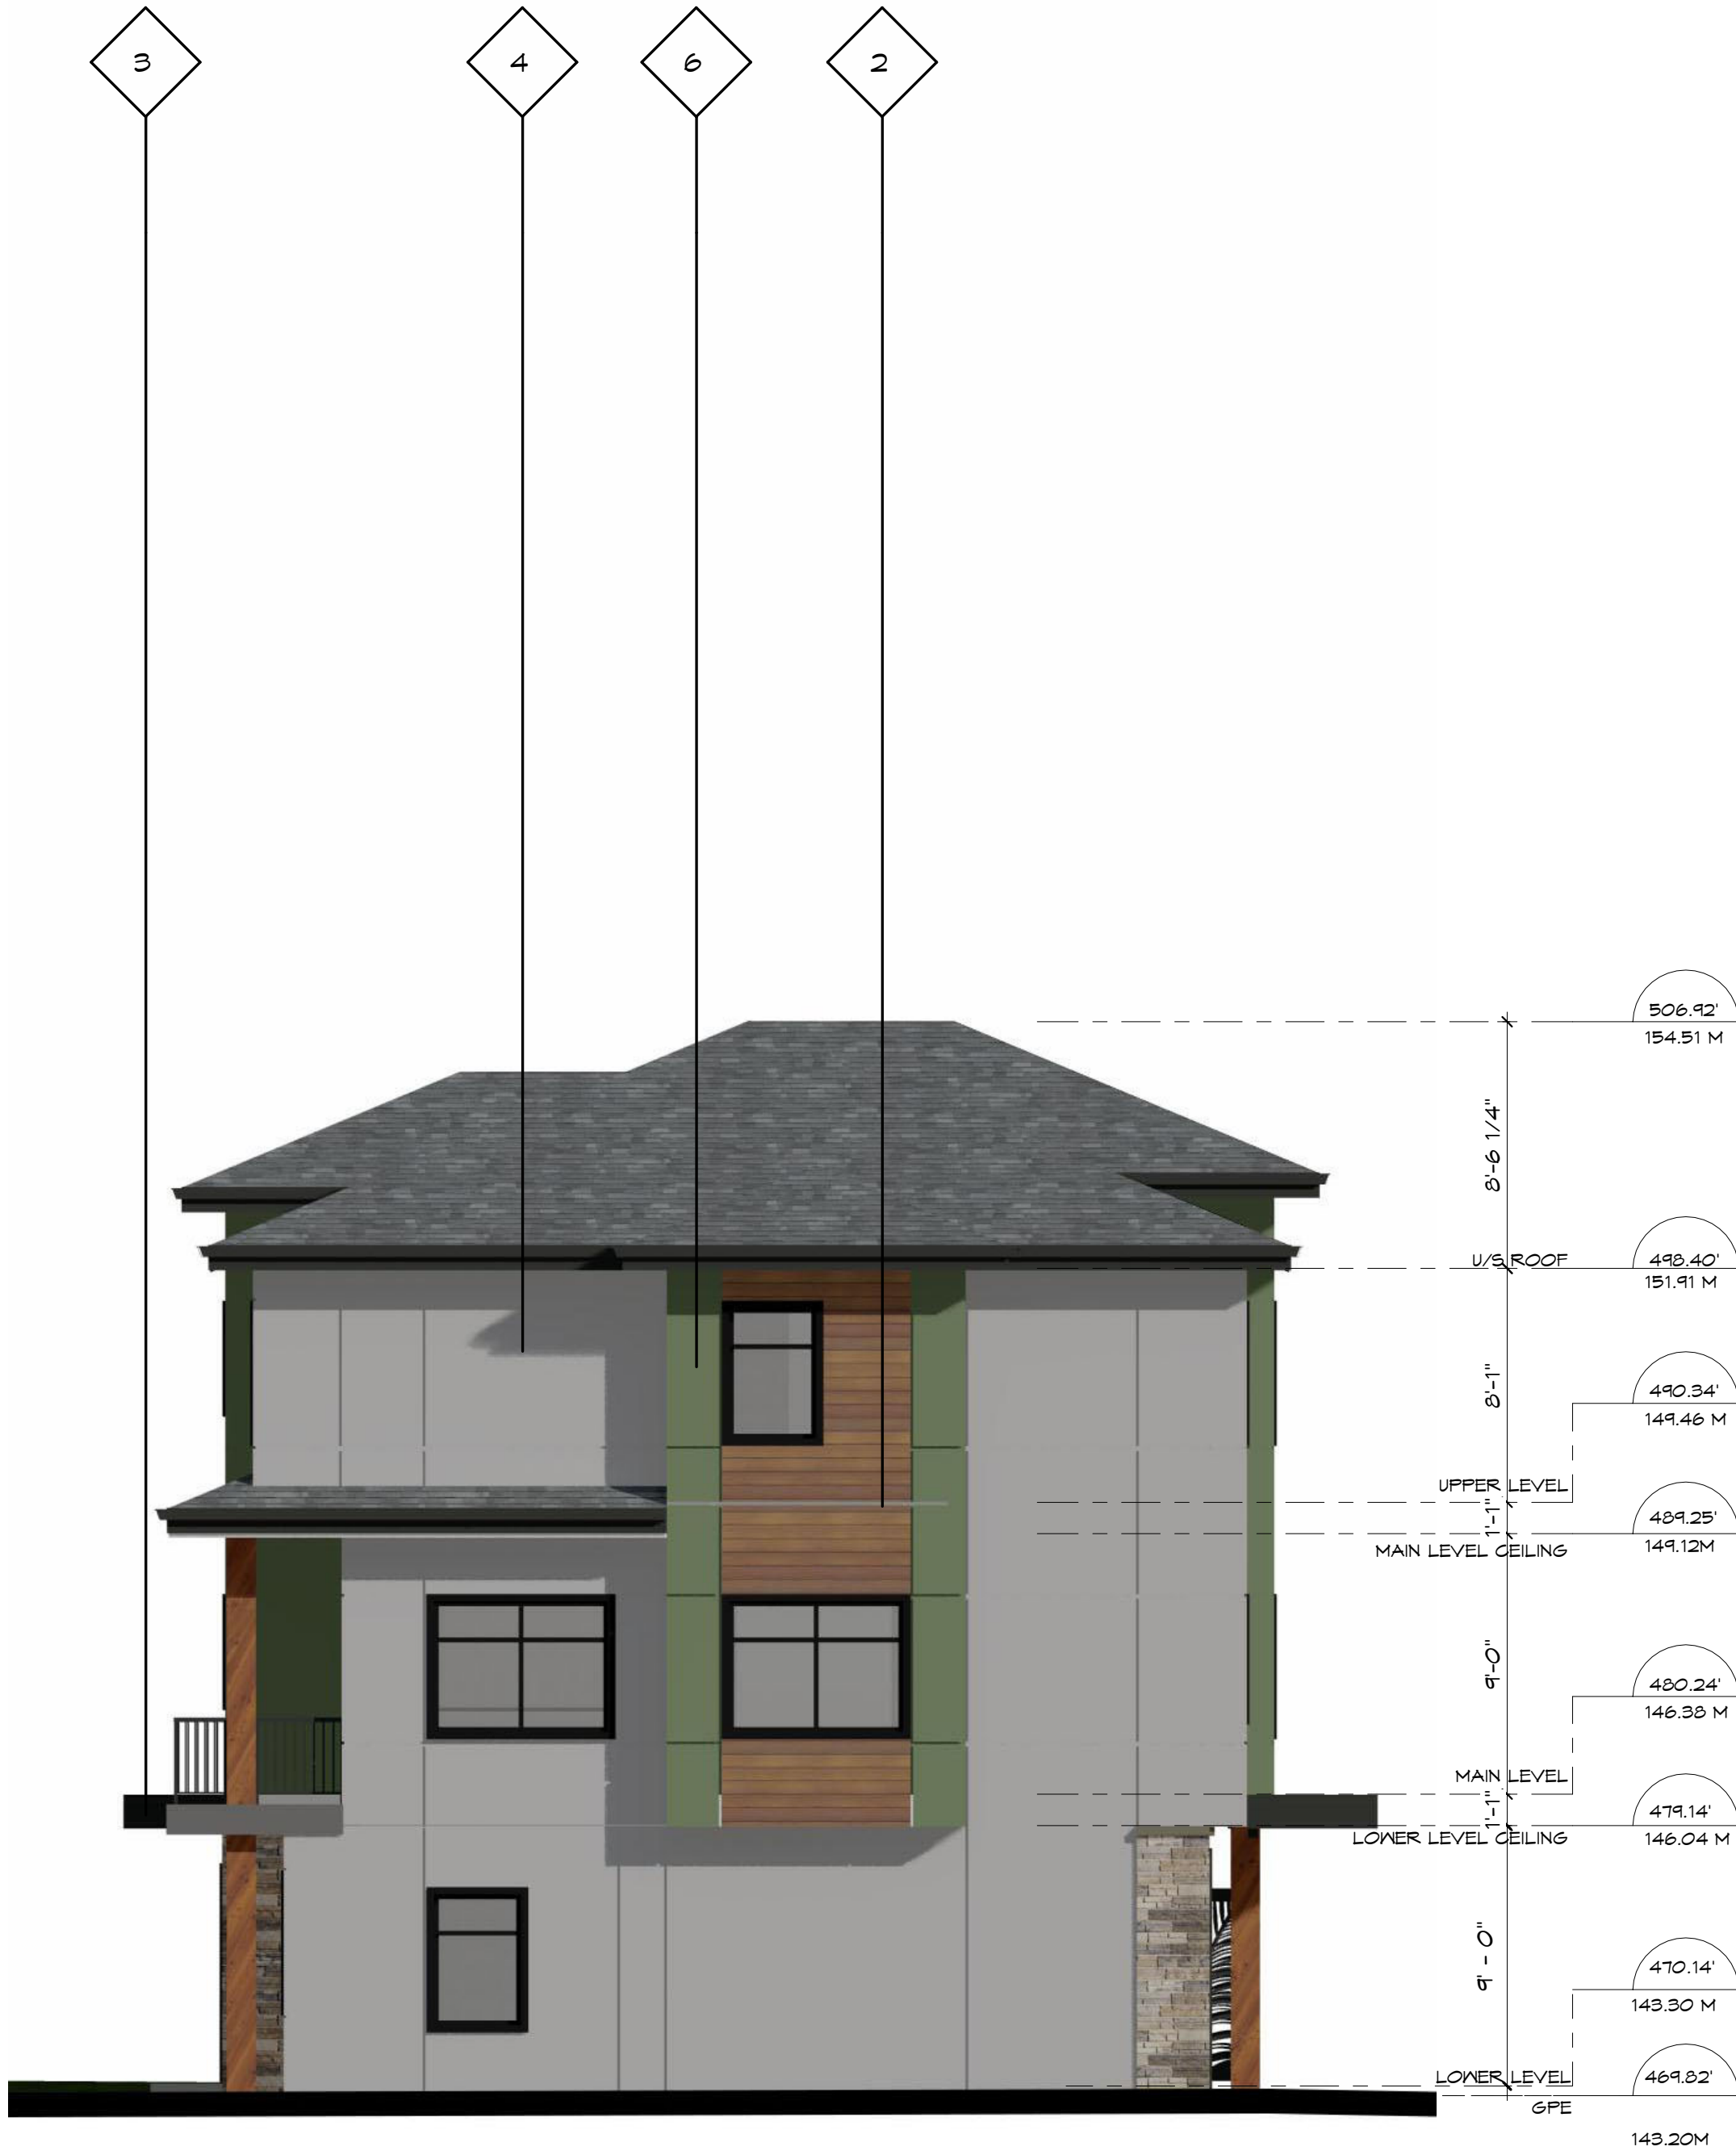 3
4
6
2
506.92'
154.51 M
8'-6 1/4"
U/S ROOF
498.40'
151.91 M
8'-1"
490.34'
149.46 M
UPPER LEVEL
1'-1"
489.25'
MAIN LEVEL CEILING
149.12M
9'-0"
480.24'
146.38 M
MAIN LEVEL
1'-1"
479.14'
LOWER LEVEL CEILING
146.04 M
9' - 0"
470.14'
143.30 M
LOWER LEVEL
469.82'
GPE
143.20M